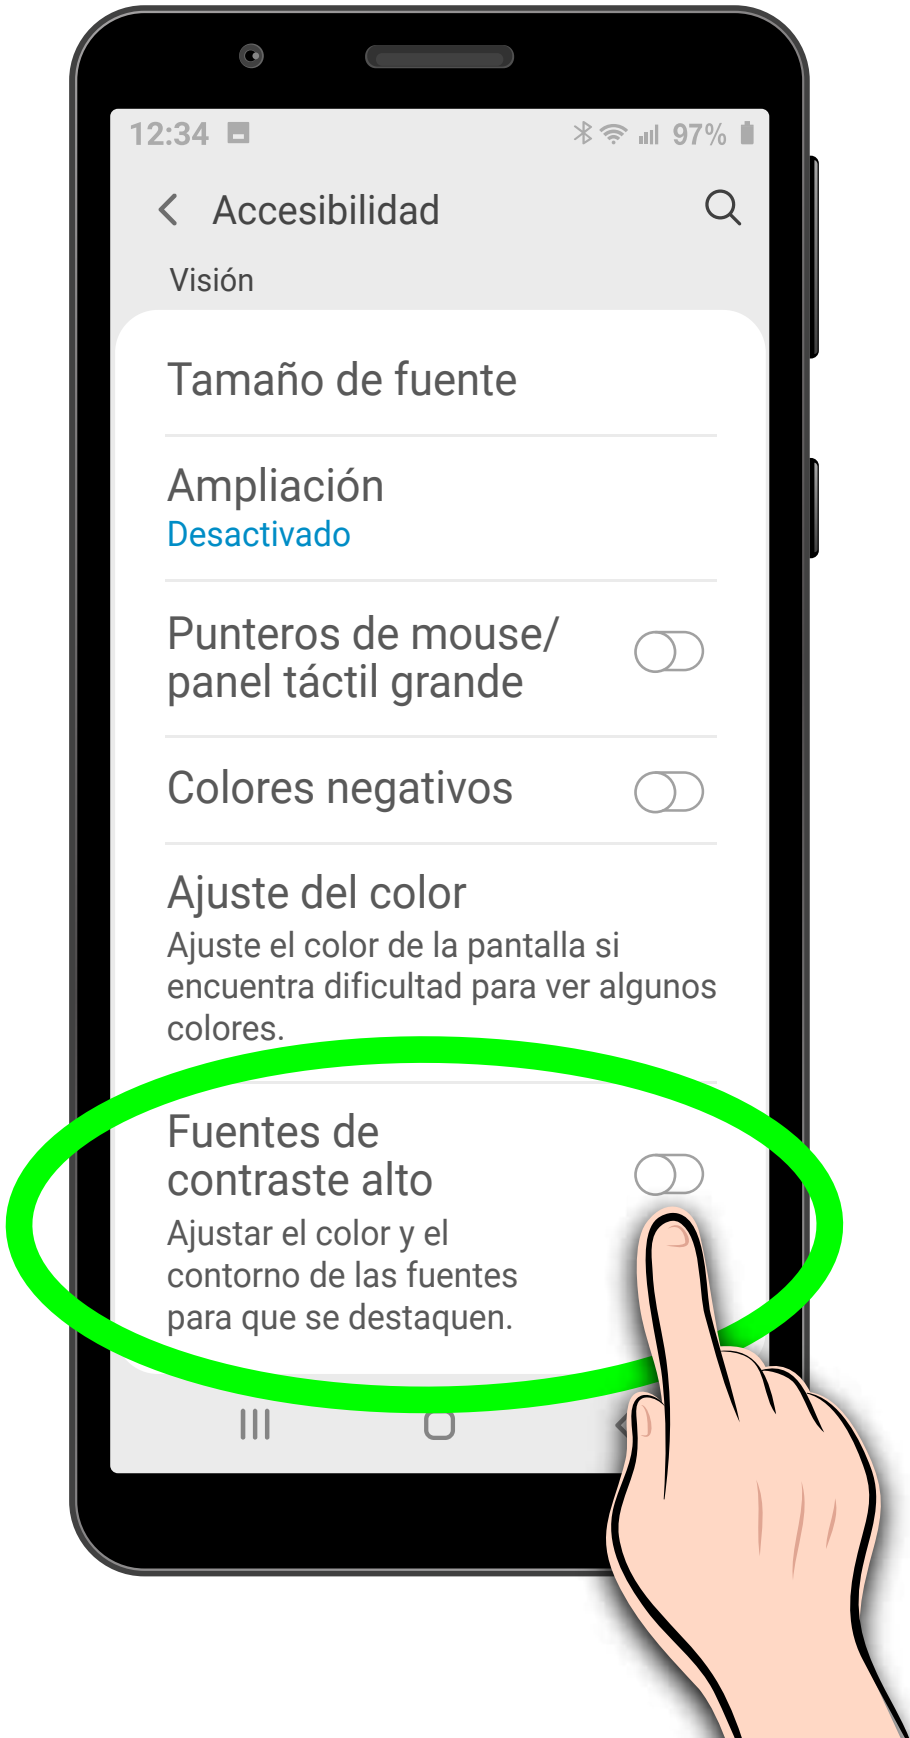 12:34 97%
Accesibilidad
Visión
Tamaño de fuente
Ampliación
Desactivado
Punteros de mouse/
panel táctil grande
Colores negativos
Ajuste del color
Ajuste el color de la pantalla si
encuentra dificultad para ver algunos
colores.
Fuentes de
contraste alto
Ajustar el color y el
contorno de las fuentes
para que se destaquen.